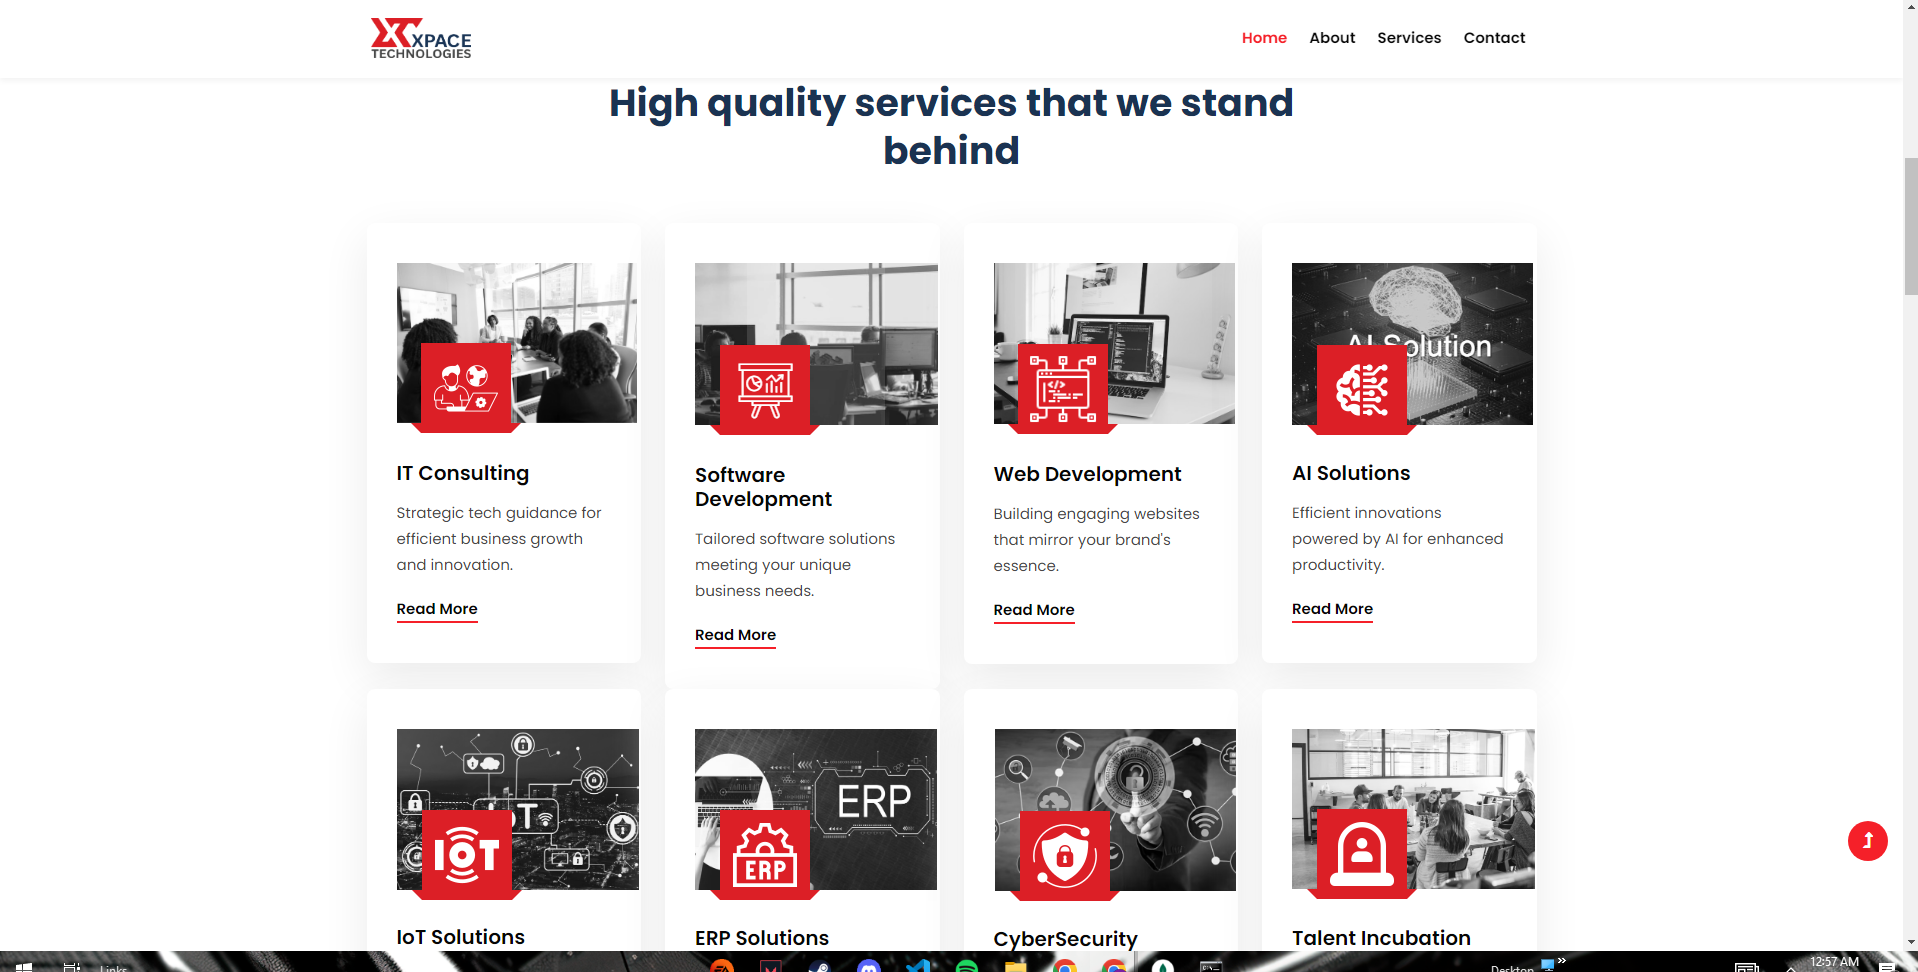 XPACE
TECHNOLOGIES
Home About Services Contact
High quality services that we stand
behind
AI Solution
IT Consulting
Strategic tech guidance for
efficient business growth
and innovation.
Read More
Software
Development
Tailored software solutions
meeting your unique
business needs.
Read More
Web Development
Building engaging websites
that mirror your brand's
essence.
Read More
AI Solutions
Efficient innovations
powered by AI for enhanced
productivity.
Read More
IoT
ERP
ERP
IoT Solutions
ERP Solutions
CyberSecurity
Talent Incubation
Links
Desktop
12:57 AM